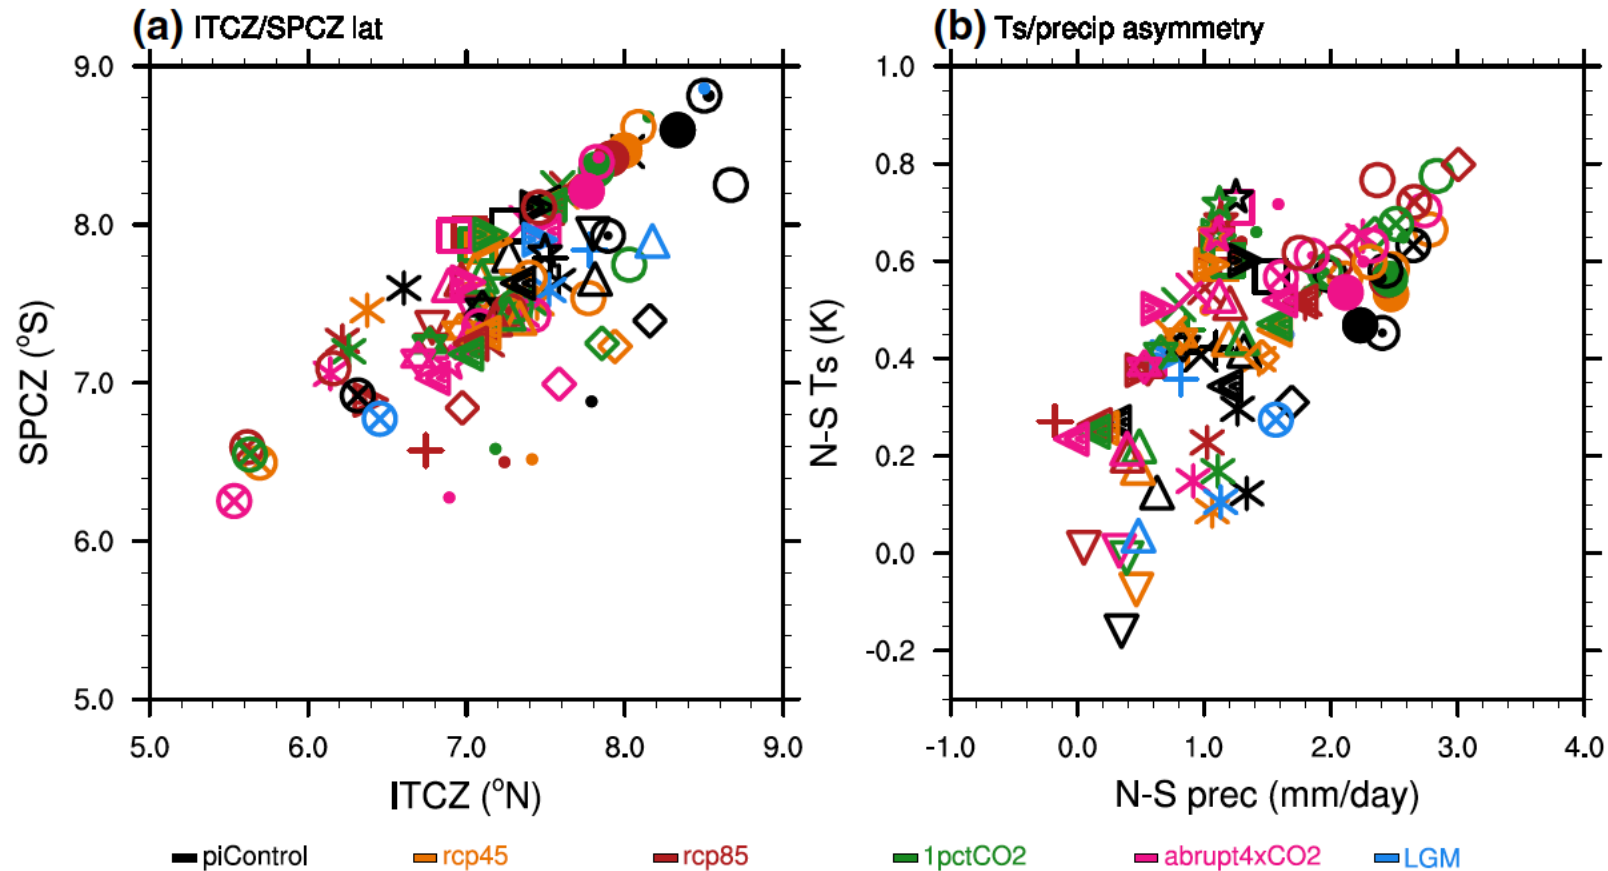 (a) ITCZ/SPCZ lat
(b) Ts/precip asymmetry
9.0
8.0
7.0
6.0
5.0
SPCZ (°S)
5.0 6.0 7.0 8.0 9.0
ITCZ (°N)
1.0
0.8
0.6
0.4
0.2
0.0
-0.2
N-S Ts (K)
-1.0 0.0 1.0 2.0 3.0 4.0
N-S prec (mm/day)
piControl rcp45 rcp85 1pctCO2 abrupt4xCO2 LGM